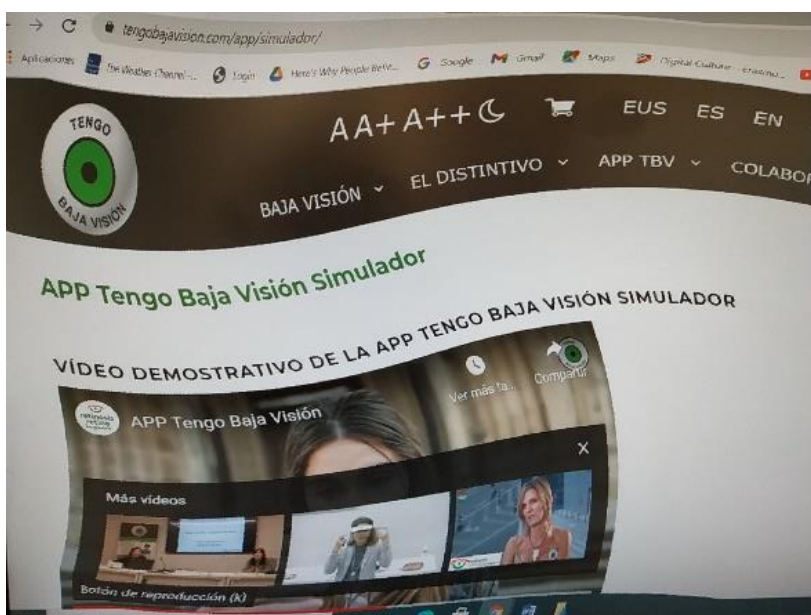 tengobajavision.com/app/simulador/
Aplicaciones The Weather Channel -... Login Here's Why People Belie... Google Gmail Maps Digital Culture - erasmu...
TENGO
BAJA VISIÓN
A A+ A++ EUS ES EN
BAJA VISIÓN EL DISTINTIVO APP TBV COLABOR
APP Tengo Baja Visión Simulador
VÍDEO DEMOSTRATIVO DE LA APP TENGO BAJA VISIÓN SIMULADOR
APP Tengo Baja Visión
Ver más ta... Compartir
Más vídeos
Botón de reproducción (k)